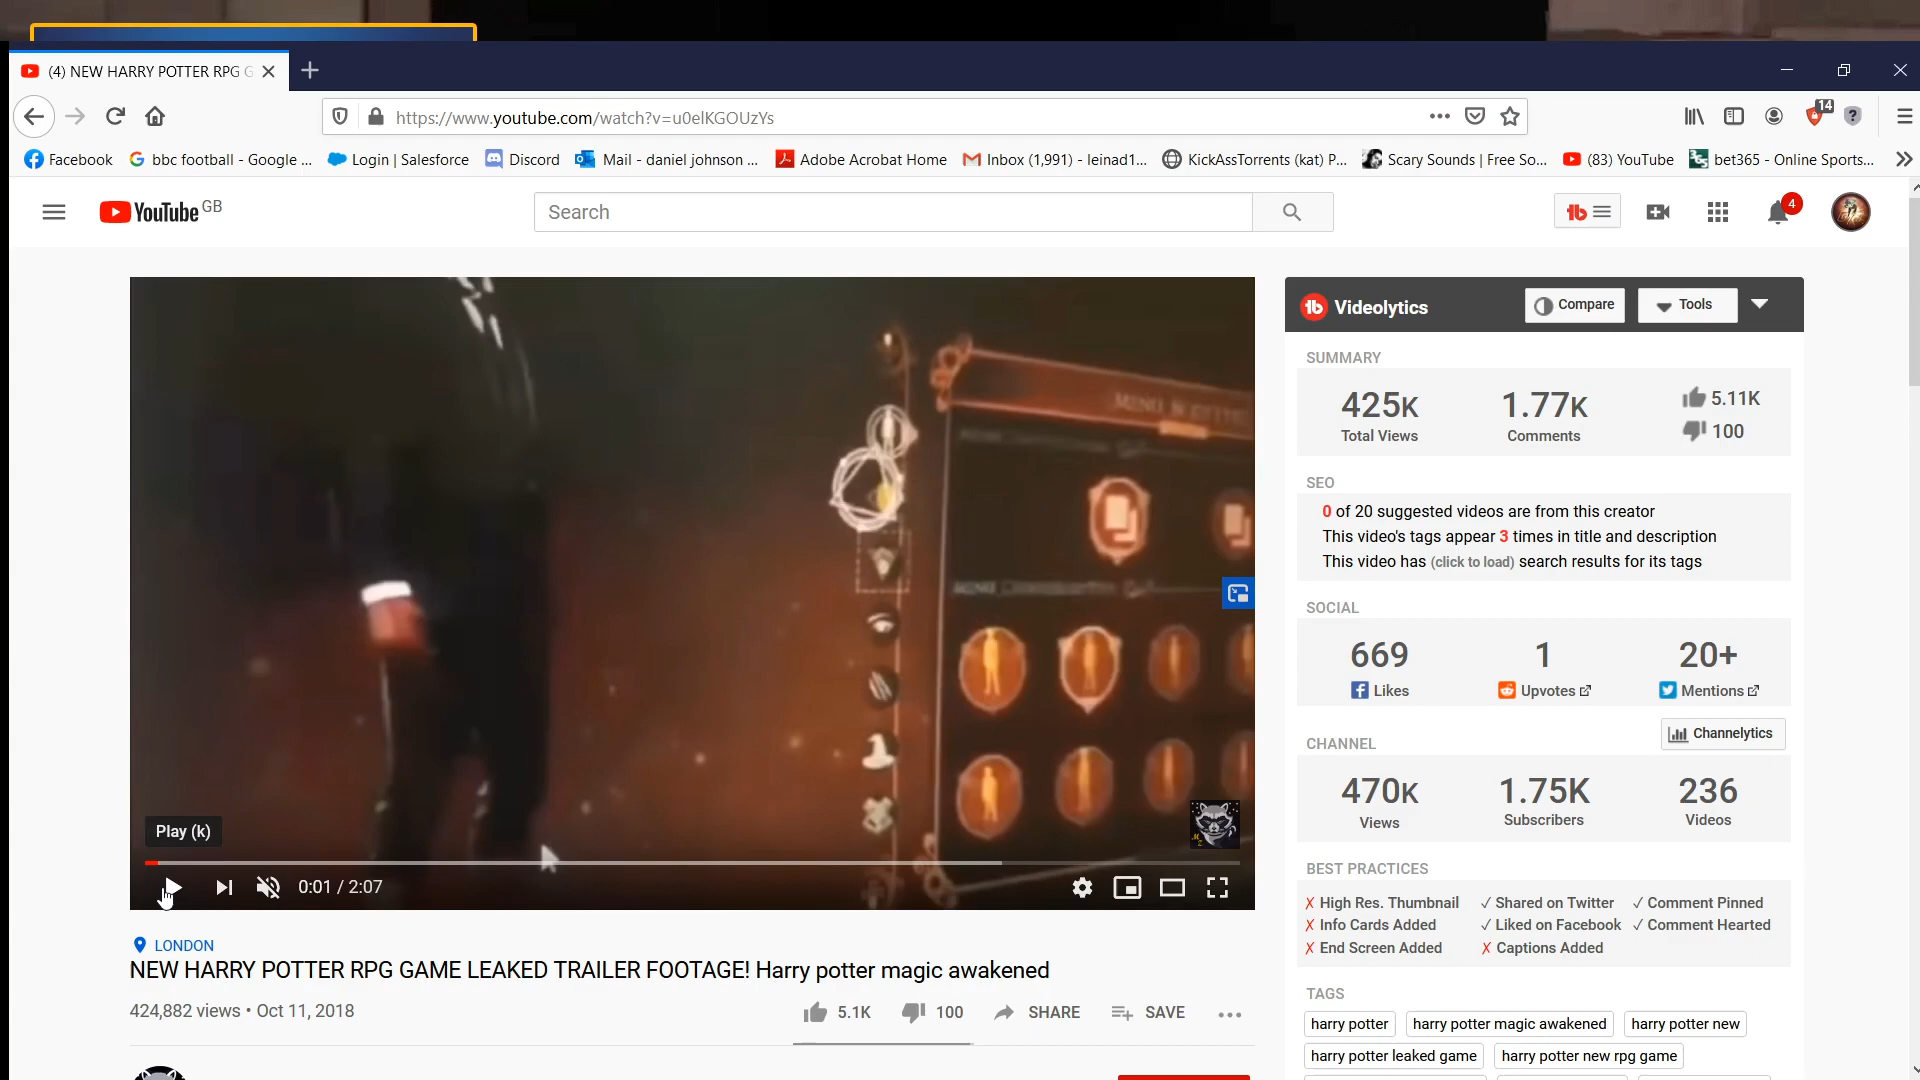 (4) NEW HARRY POTTER RPG G
https://www.youtube.com/watch?v=u0elKGOUzYs
14
Facebook
bbc football - Google ...
Login | Salesforce
Discord
Mail - daniel johnson ...
Adobe Acrobat Home
Inbox (1,991) - leinad1...
KickAssTorrents (kat) P...
Scary Sounds | Free So...
(83) YouTube
bet365 - Online Sports...
YouTube GB
Search
4
Videolytics
Compare
Tools
SUMMARY
425K
1.77K
5.11K
Total Views
Comments
100
SEO
0 of 20 suggested videos are from this creator
This video's tags appear 3 times in title and description
This video has (click to load) search results for its tags
SOCIAL
669
1
20+
Likes
Upvotes
Mentions
CHANNEL
Channelytics
470K
1.75K
236
Views
Subscribers
Videos
BEST PRACTICES
✗ High Res. Thumbnail
✓ Shared on Twitter
✓ Comment Pinned
✗ Info Cards Added
✓ Liked on Facebook
✓ Comment Hearted
✗ End Screen Added
✗ Captions Added
TAGS
harry potter
harry potter magic awakened
harry potter new
harry potter leaked game
harry potter new rpg game
Play (k)
0:01 / 2:07
LONDON
NEW HARRY POTTER RPG GAME LEAKED TRAILER FOOTAGE! Harry potter magic awakened
424,882 views • Oct 11, 2018
5.1K
100
SHARE
SAVE